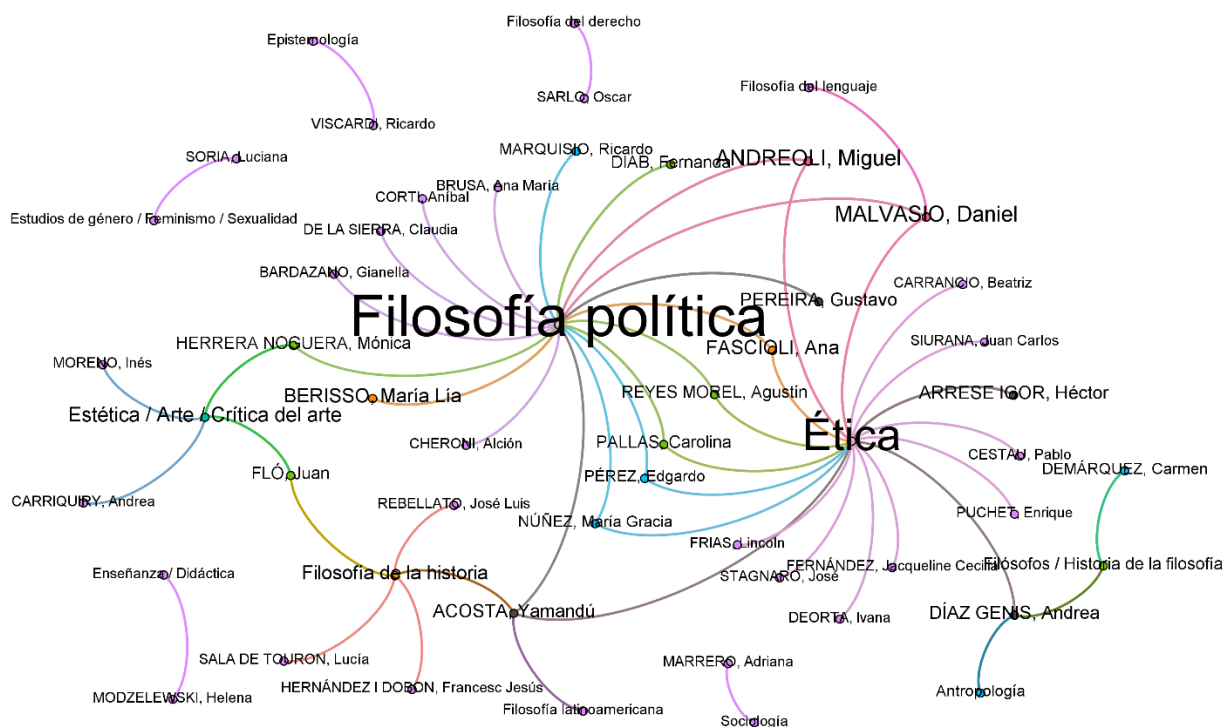 Filosofía del derecho
Epistemología
Filosofía del lenguaje
SARLO, Oscar
VISCARDI, Ricardo
MARQUISIO, Ricardo
SORIA, Luciana
DIAB, Fernanda
ANDREOLI, Miguel
BRUSA, Ana María
CORTI, Aníbal
Estudios de género / Feminismo / Sexualidad
MALVASIO, Daniel
DE LA SIERRA, Claudia
BARDAZANO, Gianella
CARRANCIO, Beatriz
PEREIRA, Gustavo
Filosofía política
HERRERA NOGUERA, Mónica
FASCIOLI, Ana
SIURANA, Juan Carlos
MORENO, Inés
BERISSO, María Lía
REYES MOREL, Agustín
ARRESE IGOR, Héctor
Estética / Arte / Crítica del arte
Ética
CHERONI, Alción
PALLAS, Carolina
CESTAU, Pablo
FLÓ, Juan
PÉREZ, Edgardo
DEMÁRQUEZ, Carmen
CARRIQUIRY, Andrea
REBELLATO, José Luis
PUCHET, Enrique
NÚÑEZ, María Gracia
FRIAS, Lincoln
Enseñanza / Didáctica
Filosofía de la historia
STAGNARO, José
FERNÁNDEZ, Jacqueline Cecilia
Filósofos / Historia de la filosofía
ACOSTA, Yamandú
DEORTA, Ivana
DÍAZ GENIS, Andrea
SALA DE TOURON, Lucía
MARRERO, Adriana
MODZELEWSKI, Helena
HERNÁNDEZ I DOBON, Francesc Jesús
Antropología
Filosofía latinoamericana
Sociología